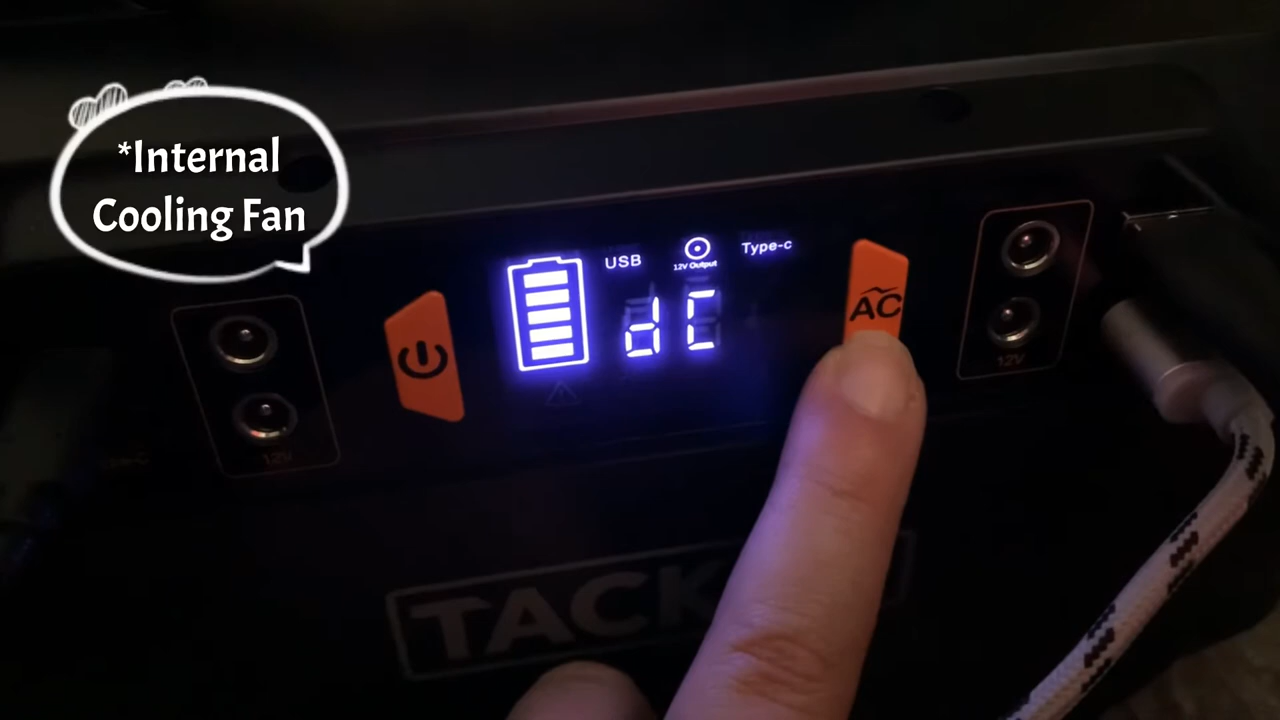 *Internal
Cooling Fan
USB
12V Output
Type-c
dC
AC
12V
12V
TACK